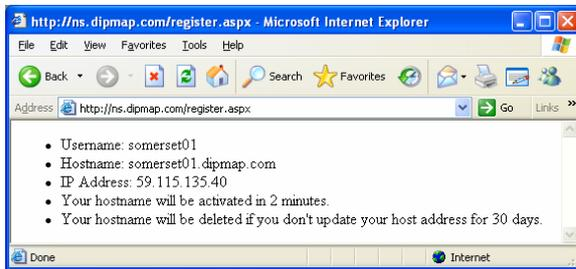 http://ns.dipmap.com/register.aspx - Microsoft Internet Explorer
File Edit View Favorites Tools Help
Back Search Favorites
Address http://ns.dipmap.com/register.aspx Go Links »
• Username: somerset01
• Hostname: somerset01.dipmap.com
• IP Address: 59.115.135.40
• Your hostname will be activated in 2 minutes.
• Your hostname will be deleted if you don't update your host address for 30 days.
Done Internet